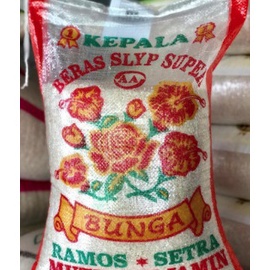 KEPALA
BERAS SLYP SUPER
AA
BUNGA
RAMOS * SETRA